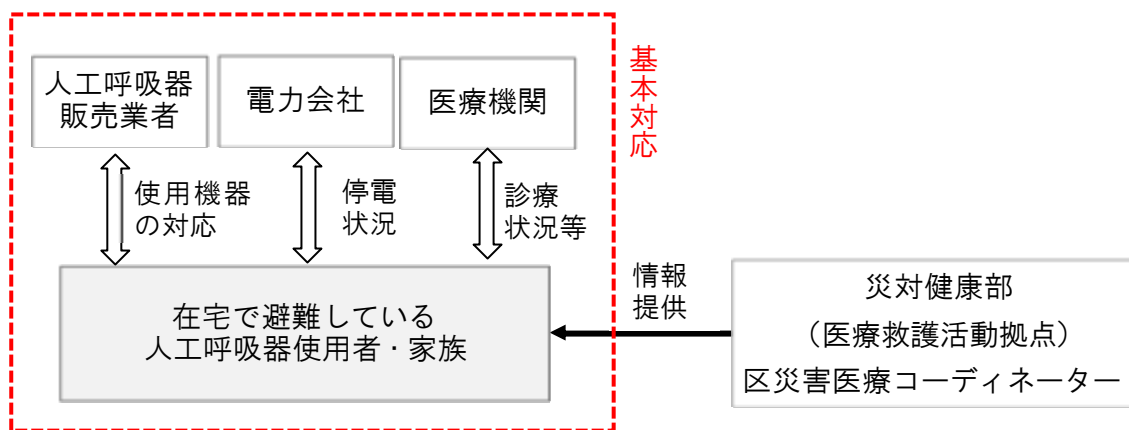 人工呼吸器
販売業者
電力会社
医療機関
基本対応
使用機器
の対応
停電
状況
診療
状況等
在宅で避難している
人工呼吸器使用者・家族
情報
提供
災対健康部
（医療救護活動拠点）
区災害医療コーディネーター